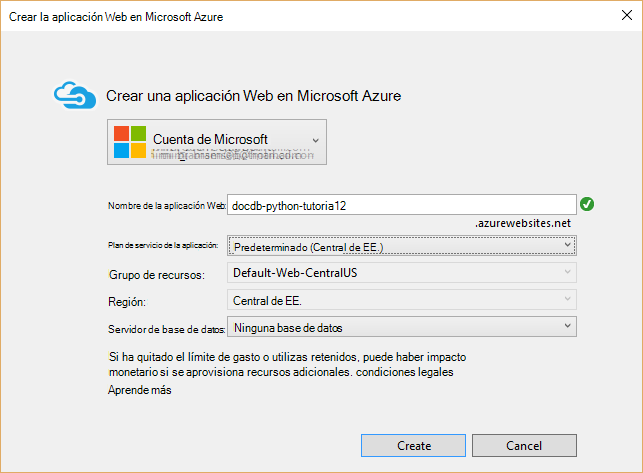 Crear la aplicación Web en Microsoft Azure
Crear una aplicación Web en Microsoft Azure
Cuenta de Microsoft
Nombre de la aplicación Web:
docdb-python-tutoria12
.azurewebsites.net
Plan de servicio de la aplicación:
Predeterminado (Central de EE.)
Grupo de recursos:
Default-Web-CentralUS
Región:
Central de EE.
Servidor de base de datos:
Ninguna base de datos
Si ha quitado el límite de gasto o utilizas retenidos, puede haber impacto
monetario si se aprovisiona recursos adicionales. condiciones legales
Aprende más
Create
Cancel